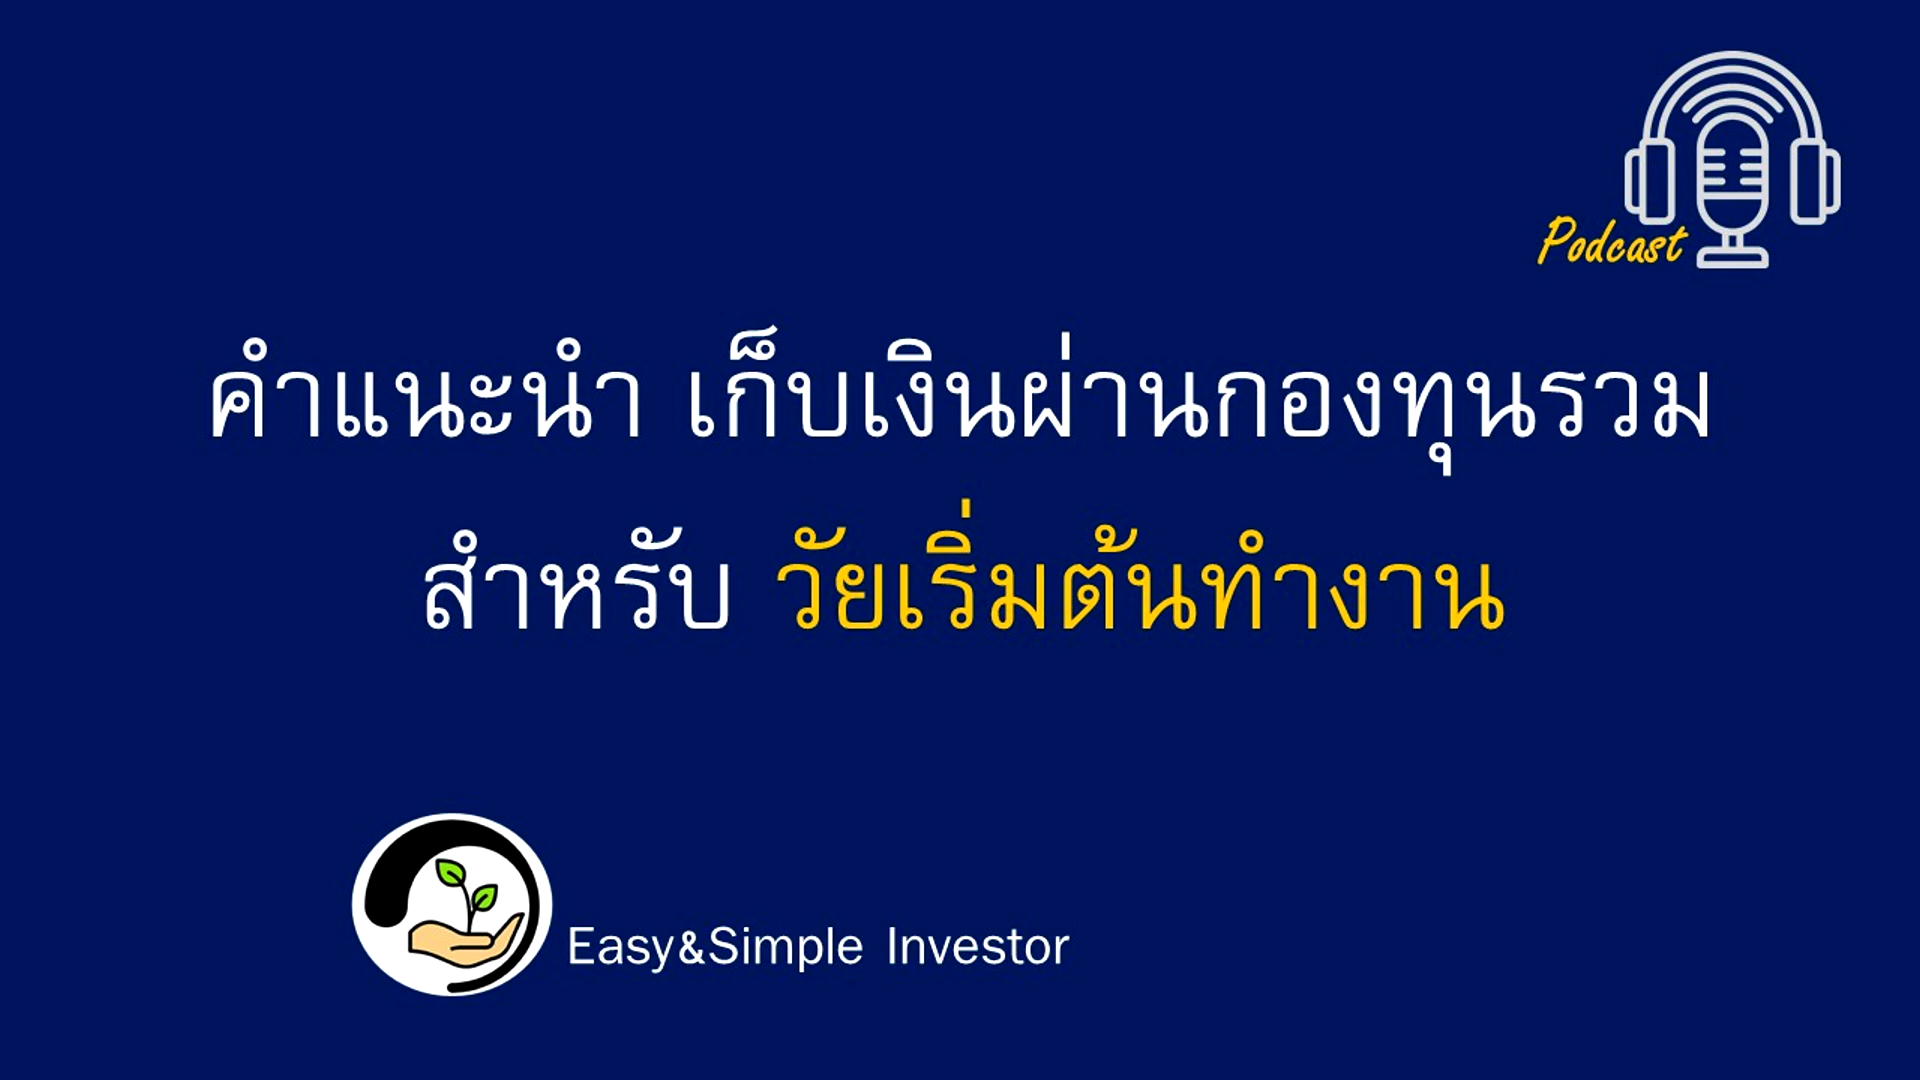 Podcast
คำแนะนำ เก็บเงินผ่านกองทุนรวม
สำหรับ วัยเริ่มต้นทำงาน
Easy&Simple Investor